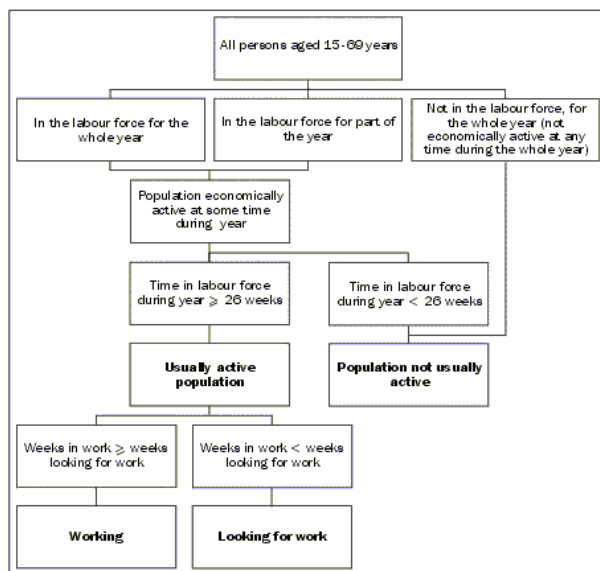 All persons aged 15-69 years
In the labour force for the
whole year
In the labour force for part of
the year
Not in the labour force, for
the whole year (not
economically active at any
time during the whole year)
Population economically
active at some time
during year
Time in labour force
during year ⩾ 26 weeks
Time in labour force
during year < 26 weeks
Usually active
population
Population not usually
active
Weeks in work ⩾ weeks
looking for work
Weeks in work < weeks
looking for work
Working
Looking for work